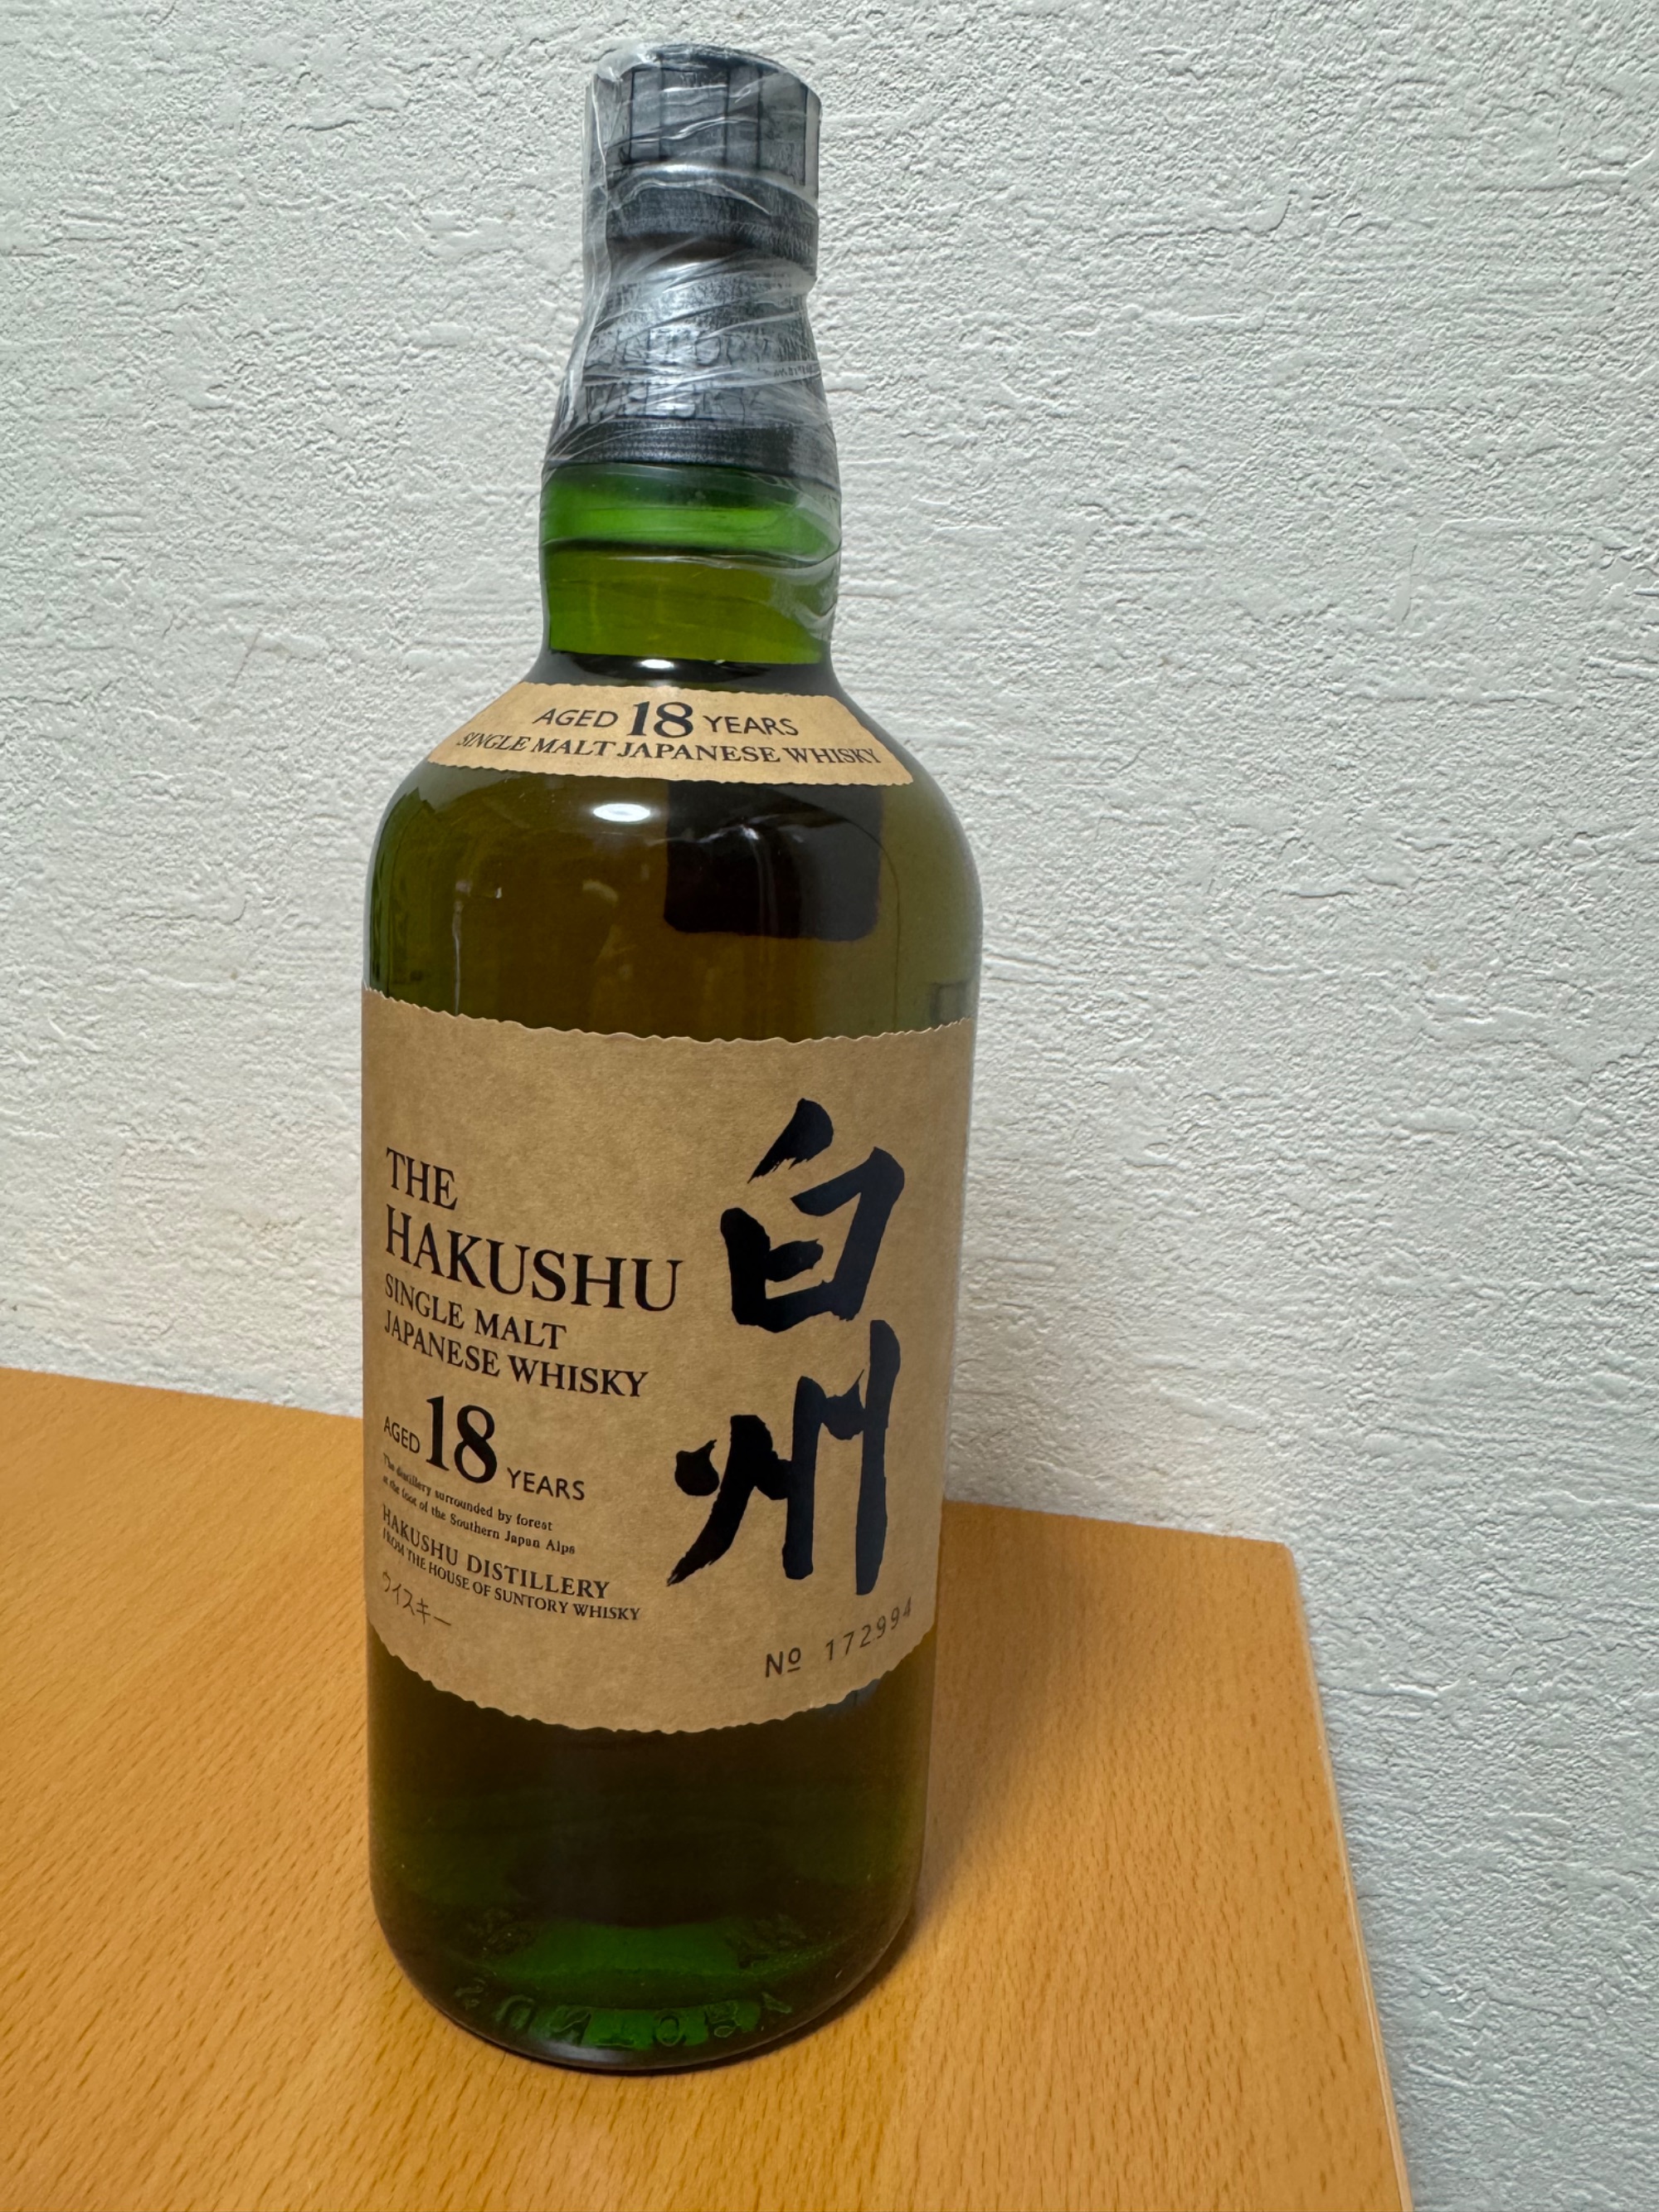 SUNTORY
WHISKY
AGED 18 YEARS
SINGLE MALT JAPANESE WHISKY
THE
HAKUSHU
SINGLE MALT
JAPANESE WHISKY
AGED 18 YEARS
The distillery surrounded by forest
at the foot of the Southern Japan Alps
HAKUSHU DISTILLERY
FROM THE HOUSE OF SUNTORY WHISKY
ウイスキー
白州
Nº 172994